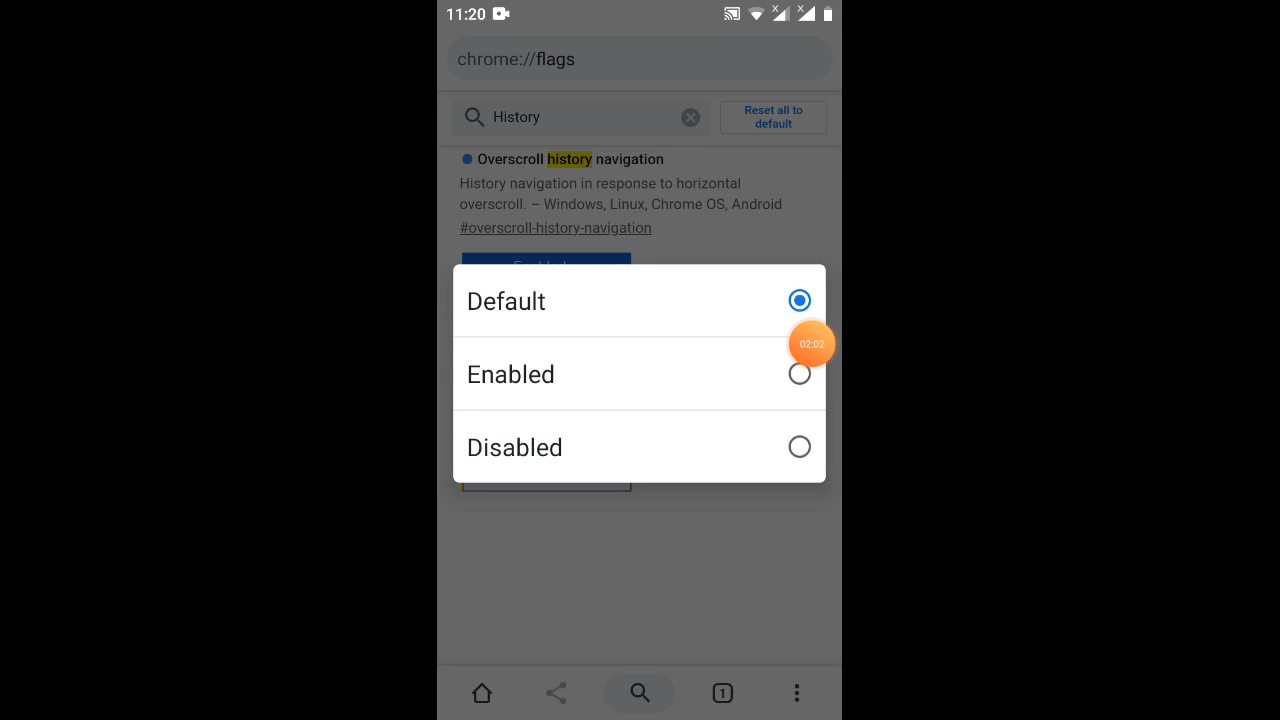 11:20
chrome://flags
History
Reset all to
default
Overscroll history navigation
History navigation in response to horizontal
overscroll. – Windows, Linux, Chrome OS, Android
#overscroll-history-navigation
Default
02:02
Enabled
Disabled
1